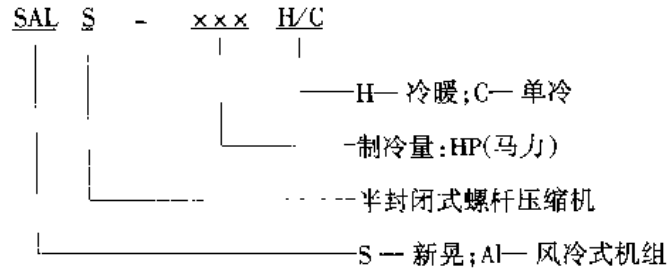 SAL S - ××× H/C
H— 冷暖;C— 单冷
制冷量:HP(马力)
半封闭式螺杆压缩机
S — 新晃;Al— 风冷式机组